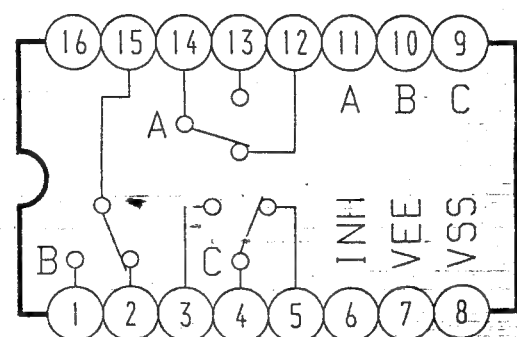 16 15 14 13 12 11 10 9
A B C
A
B C
INH VEE VSS
1 2 3 4 5 6 7 8